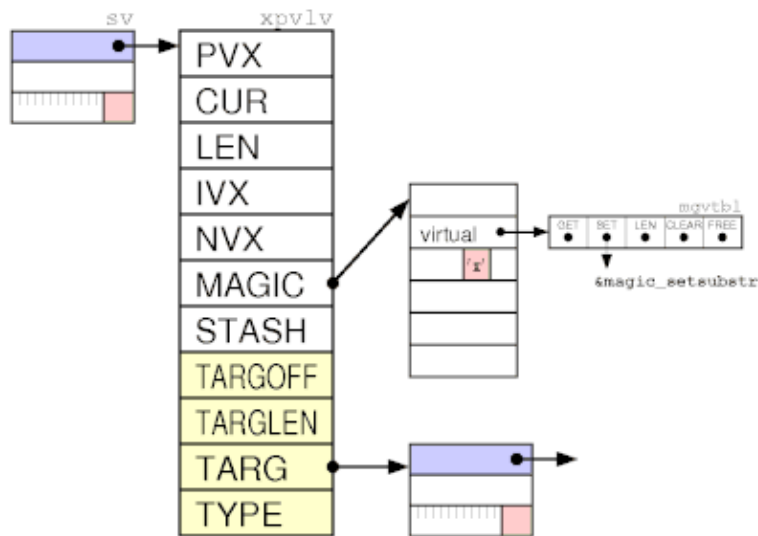 sv
xpvlv
PVX
CUR
LEN
IVX
NVX
MAGIC
STASH
TARGOFF
TARGLEN
TARG
TYPE
virtual
'x'
mgvtbl
GET SET LEN CLEAR FREE
&magic_setsubstr